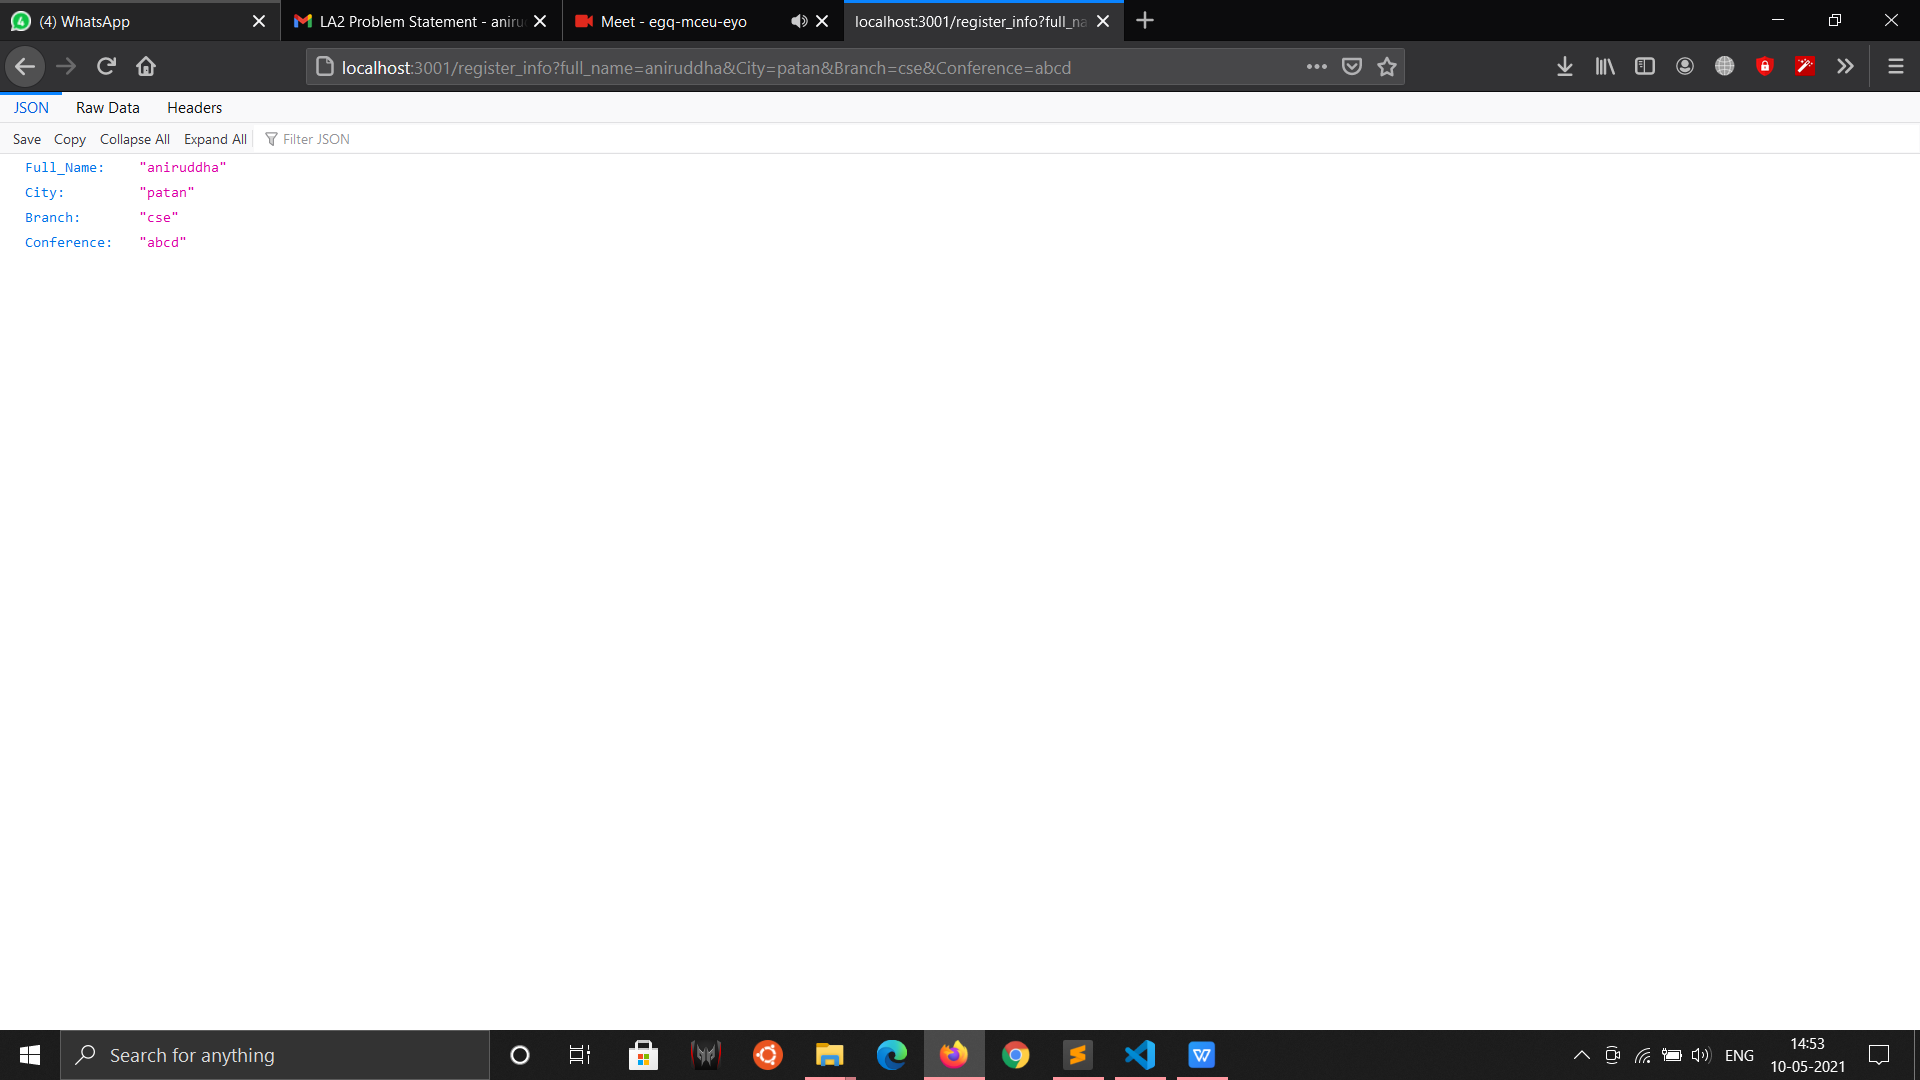 4 (4) WhatsApp
LA2 Problem Statement - aniru
Meet - egq-mceu-eyo
localhost:3001/register_info?full_na
localhost:3001/register_info?full_name=aniruddha&City=patan&Branch=cse&Conference=abcd
JSON Raw Data Headers
Save Copy Collapse All Expand All Filter JSON
Full_Name: "aniruddha"
City: "patan"
Branch: "cse"
Conference: "abcd"
Search for anything
ENG
14:53
10-05-2021